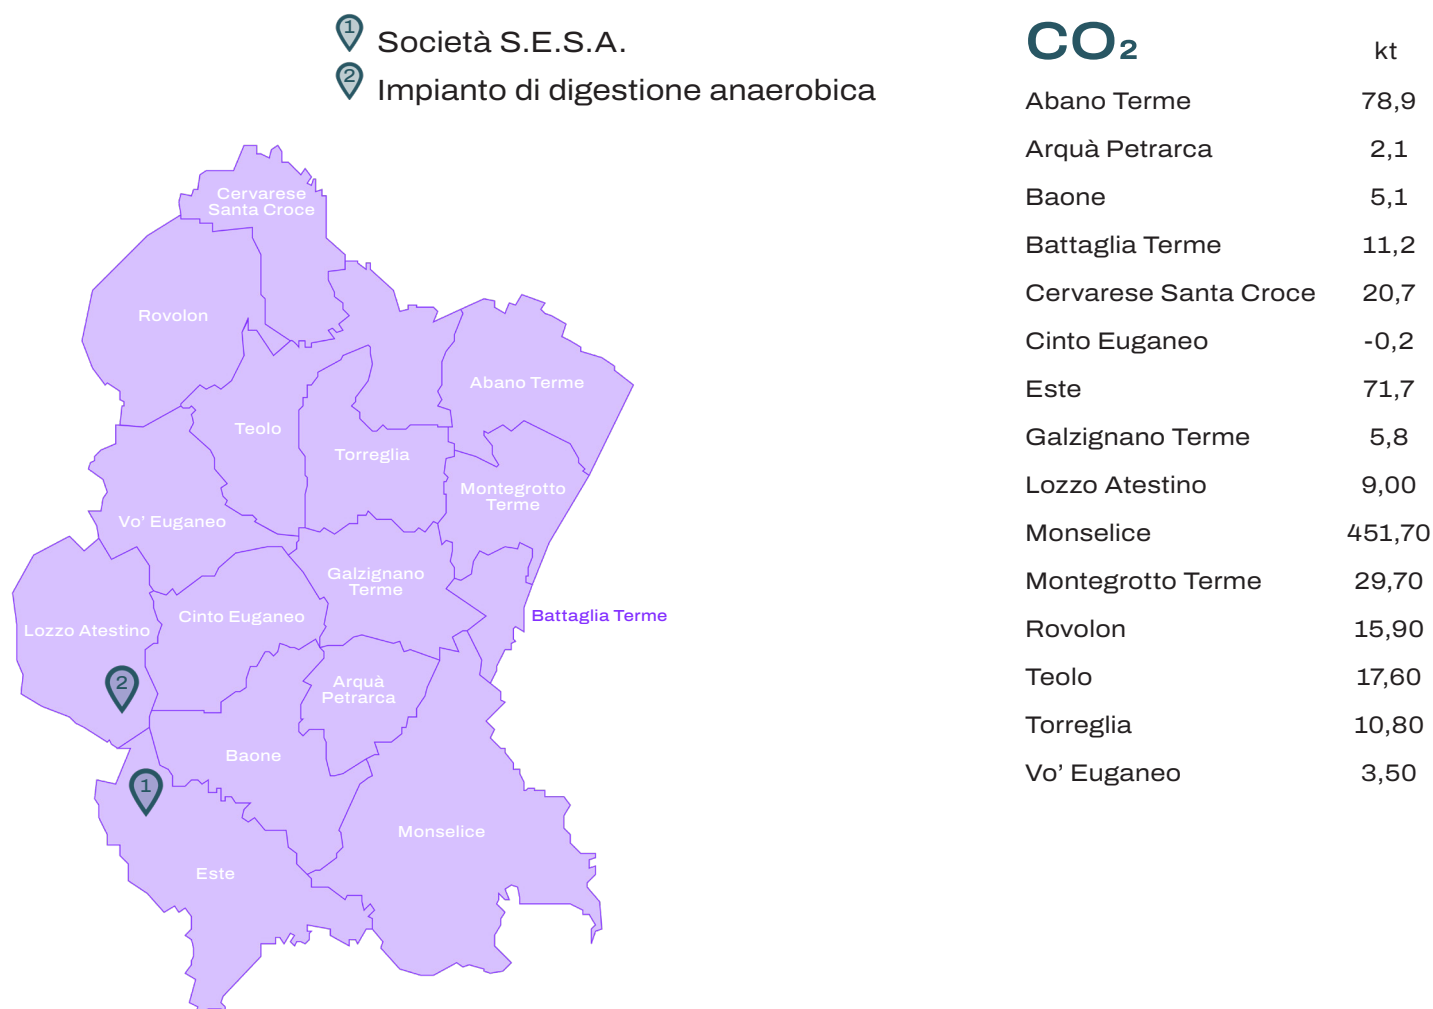 1 Società S.E.S.A.
2 Impianto di digestione anaerobica
CO₂ kt
Abano Terme 78,9
Arquà Petrarca 2,1
Baone 5,1
Battaglia Terme 11,2
Cervarese Santa Croce 20,7
Cinto Euganeo -0,2
Este 71,7
Galzignano Terme 5,8
Lozzo Atestino 9,00
Monselice 451,70
Montegrotto Terme 29,70
Rovolon 15,90
Teolo 17,60
Torreglia 10,80
Vo’ Euganeo 3,50
Cervarese
Santa Croce
Rovolon
Abano Terme
Teolo
Torreglia
Montegrotto
Terme
Vo’ Euganeo
Galzignano
Terme
Cinto Euganeo
Battaglia Terme
Lozzo Atestino
2
Arquà
Petrarca
Baone
1
Monselice
Este